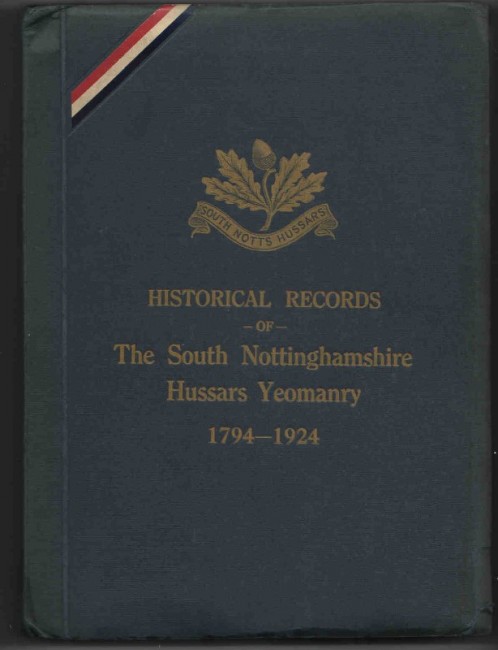 SOUTH NOTTS HUSSARS
HISTORICAL RECORDS
– OF –
The South Nottinghamshire
Hussars Yeomanry
1794–1924